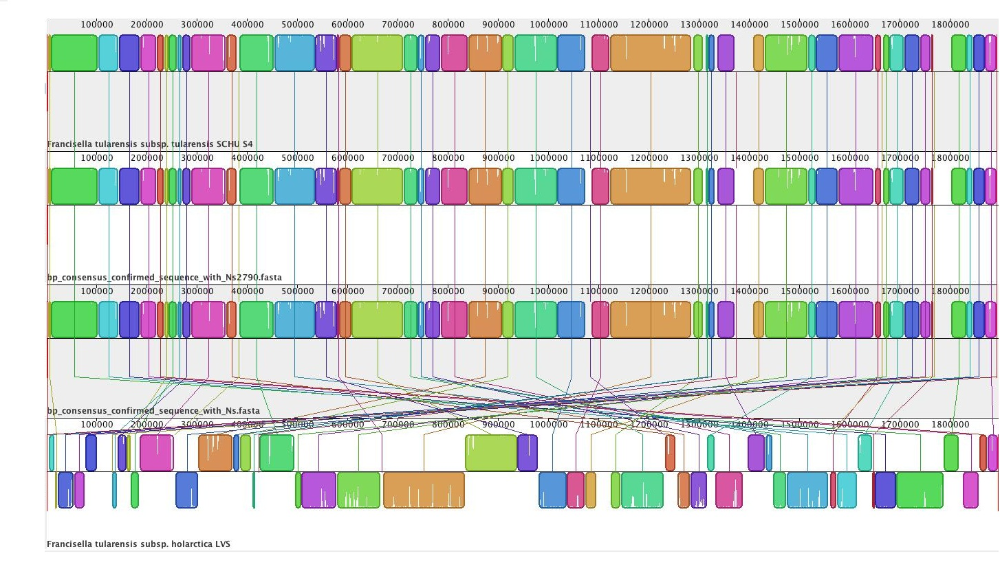 100000 200000 300000 400000 500000 600000 700000 800000 900000 1000000 1100000 1200000 1300000 1400000 1500000 1600000 1700000 1800000
Francisella tularensis subsp. tularensis SCHU S4
100000 200000 300000 400000 500000 600000 700000 800000 900000 1000000 1100000 1200000 1300000 1400000 1500000 1600000 1700000 1800000
bp_consensus_confirmed_sequence_with_Ns2790.fasta
100000 200000 300000 400000 500000 600000 700000 800000 900000 1000000 1100000 1200000 1300000 1400000 1500000 1600000 1700000 1800000
bp_consensus_confirmed_sequence_with_Ns.fasta
100000 200000 300000 400000 500000 600000 700000 800000 900000 1000000 1100000 1200000 1300000 1400000 1500000 1600000 1700000 1800000
Francisella tularensis subsp. holarctica LVS